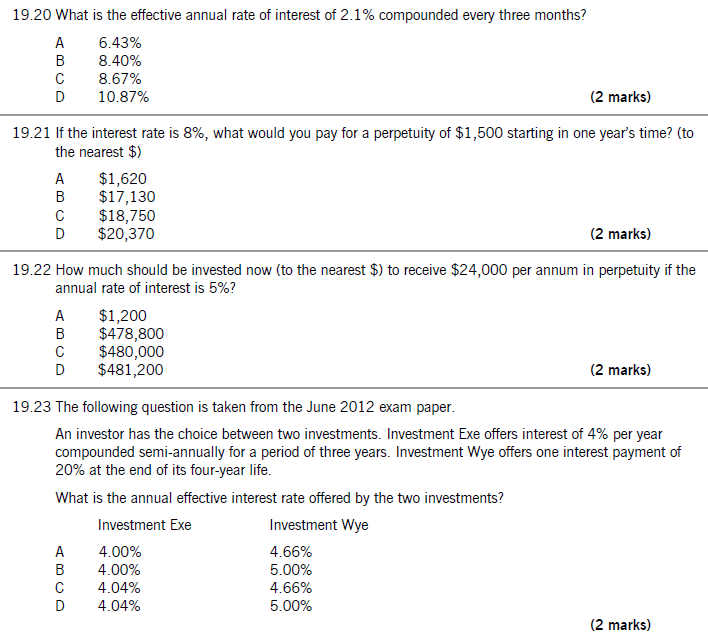 19.20 What is the effective annual rate of interest of 2.1% compounded every three months?
A 6.43%
B 8.40%
C 8.67%
D 10.87% (2 marks)
19.21 If the interest rate is 8%, what would you pay for a perpetuity of $1,500 starting in one year's time? (to
the nearest $)
A $1,620
B $17,130
C $18,750
D $20,370 (2 marks)
19.22 How much should be invested now (to the nearest $) to receive $24,000 per annum in perpetuity if the
annual rate of interest is 5%?
A $1,200
B $478,800
C $480,000
D $481,200 (2 marks)
19.23 The following question is taken from the June 2012 exam paper.
An investor has the choice between two investments. Investment Exe offers interest of 4% per year
compounded semi-annually for a period of three years. Investment Wye offers one interest payment of
20% at the end of its four-year life.
What is the annual effective interest rate offered by the two investments?
Investment Exe Investment Wye
A 4.00% 4.66%
B 4.00% 5.00%
C 4.04% 4.66%
D 4.04% 5.00%
(2 marks)